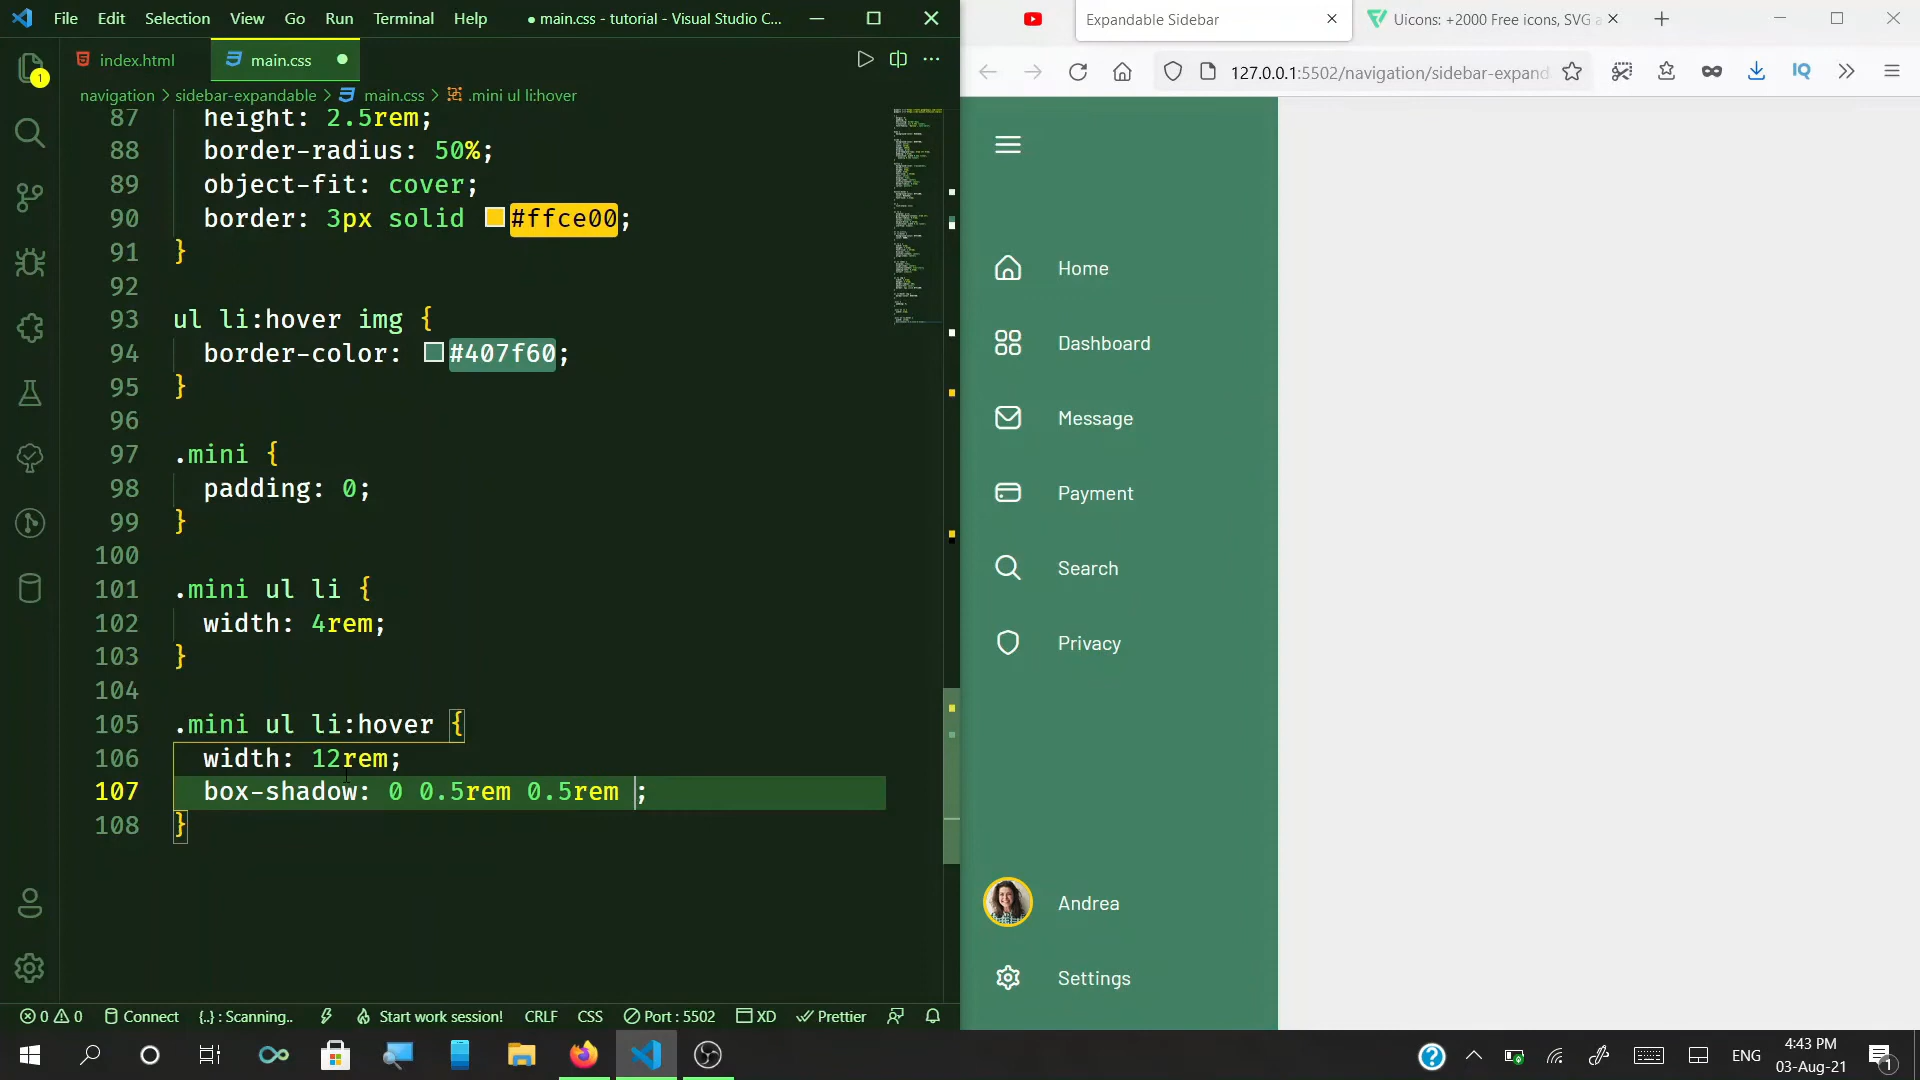 File Edit Selection View Go Run Terminal Help ● main.css - tutorial - Visual Studio C...
index.html main.css ●
navigation > sidebar-expandable > main.css > .mini ul li:hover
87 height: 2.5rem;
88 border-radius: 50%;
89 object-fit: cover;
90 border: 3px solid #ffce00;
91 }
92
93 ul li:hover img {
94 border-color: #407f60;
95 }
96
97 .mini {
98 padding: 0;
99 }
100
101 .mini ul li {
102 width: 4rem;
103 }
104
105 .mini ul li:hover {
106 width: 12rem;
107 box-shadow: 0 0.5rem 0.5rem ;
108 }
1
0 0 Connect {..} : Scanning.. Start work session! CRLF CSS Port : 5502 XD Prettier
Expandable Sidebar Uicons: +2000 Free icons, SVG
127.0.0.1:5502/navigation/sidebar-expand
IQ
Home
Dashboard
Message
Payment
Search
Privacy
Andrea
Settings
ENG
4:43 PM
03-Aug-21
1